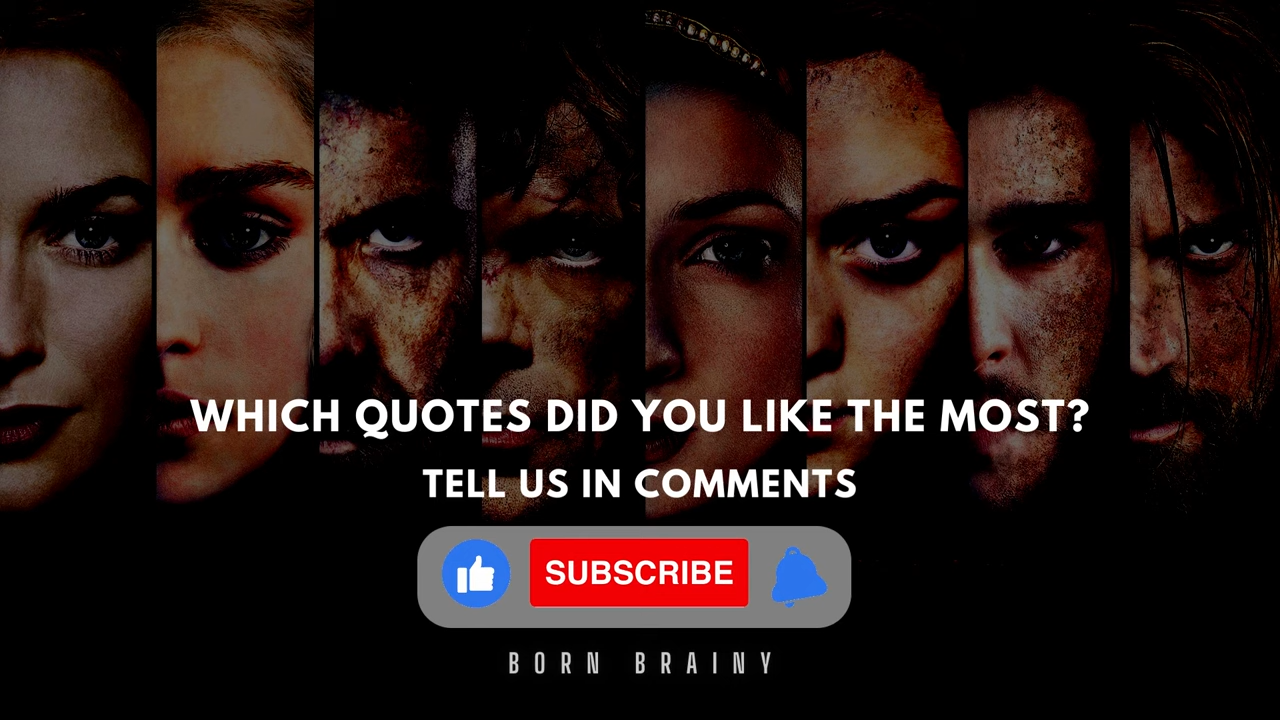 WHICH QUOTES DID YOU LIKE THE MOST?
TELL US IN COMMENTS
SUBSCRIBE
BORN BRAINY